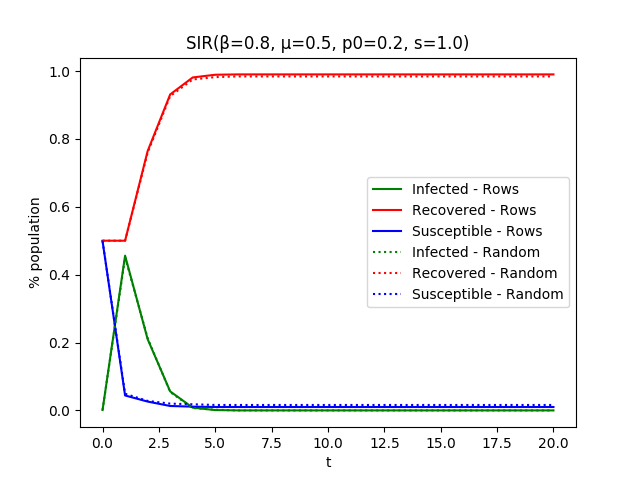 SIR(β=0.8, μ=0.5, p0=0.2, s=1.0)
1.0
0.8
0.6
0.4
0.2
0.0
% population
Infected - Rows
Recovered - Rows
Susceptible - Rows
Infected - Random
Recovered - Random
Susceptible - Random
0.0 2.5 5.0 7.5 10.0 12.5 15.0 17.5 20.0
t